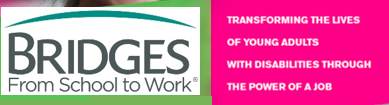 BRIDGES
From School to Work®
TRANSFORMING THE LIVES
OF YOUNG ADULTS
WITH DISABILITIES THROUGH
THE POWER OF A JOB